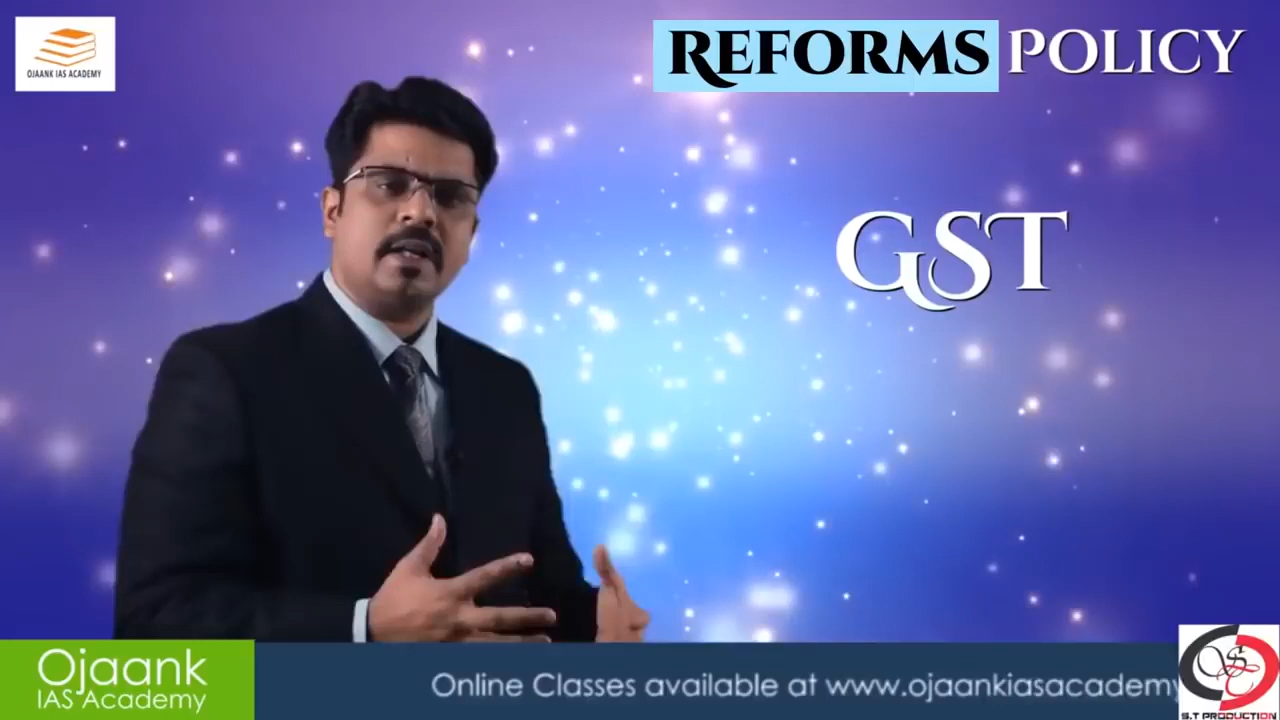 OJAANK IAS ACADEMY
REFORMS POLICY
GST
Ojaank
IAS Academy
Online Classes available at www.ojaankiasacademy
S.T PRODUCTION